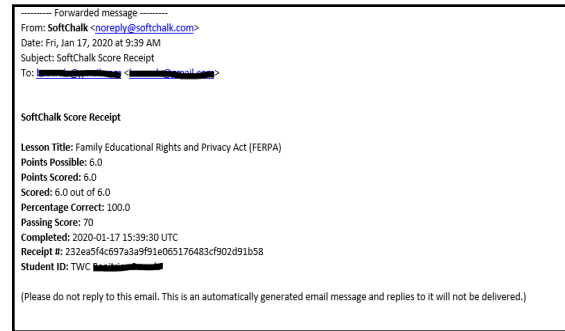 ---------- Forwarded message ---------
From: SoftChalk <noreply@softchalk.com>
Date: Fri, Jan 17, 2020 at 9:39 AM
Subject: SoftChalk Score Receipt
To:
SoftChalk Score Receipt
Lesson Title: Family Educational Rights and Privacy Act (FERPA)
Points Possible: 6.0
Points Scored: 6.0
Scored: 6.0 out of 6.0
Percentage Correct: 100.0
Passing Score: 70
Completed: 2020-01-17 15:39:30 UTC
Receipt #: 232ea5f4c697a3a9f91e065176483cf902d91b58
Student ID: TWC
(Please do not reply to this email. This is an automatically generated email message and replies to it will not be delivered.)